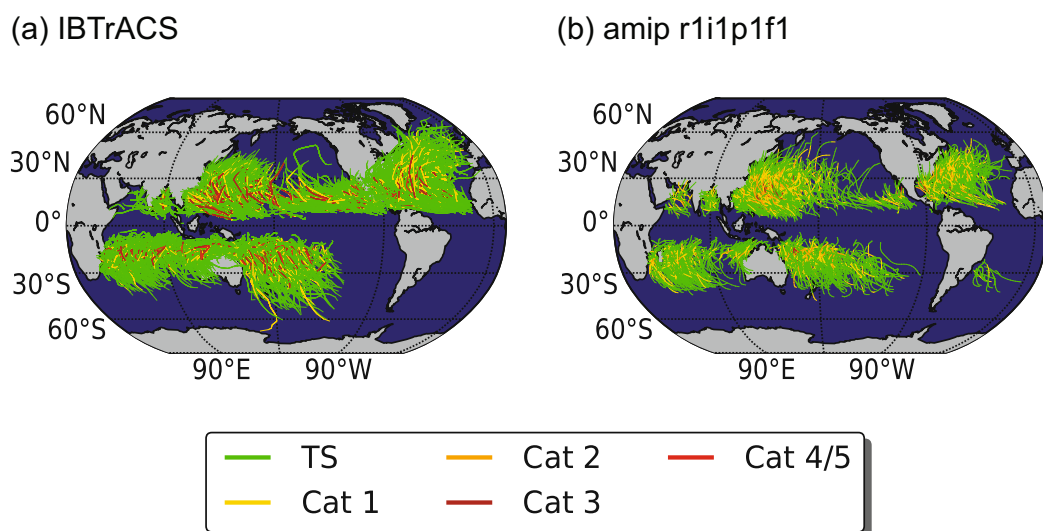 (a) IBTrACS
(b) amip r1i1p1f1
60°N
30°N
0°
30°S
60°S
90°E
90°W
60°N
30°N
0°
30°S
60°S
90°E
90°W
TS
Cat 2
Cat 4/5
Cat 1
Cat 3